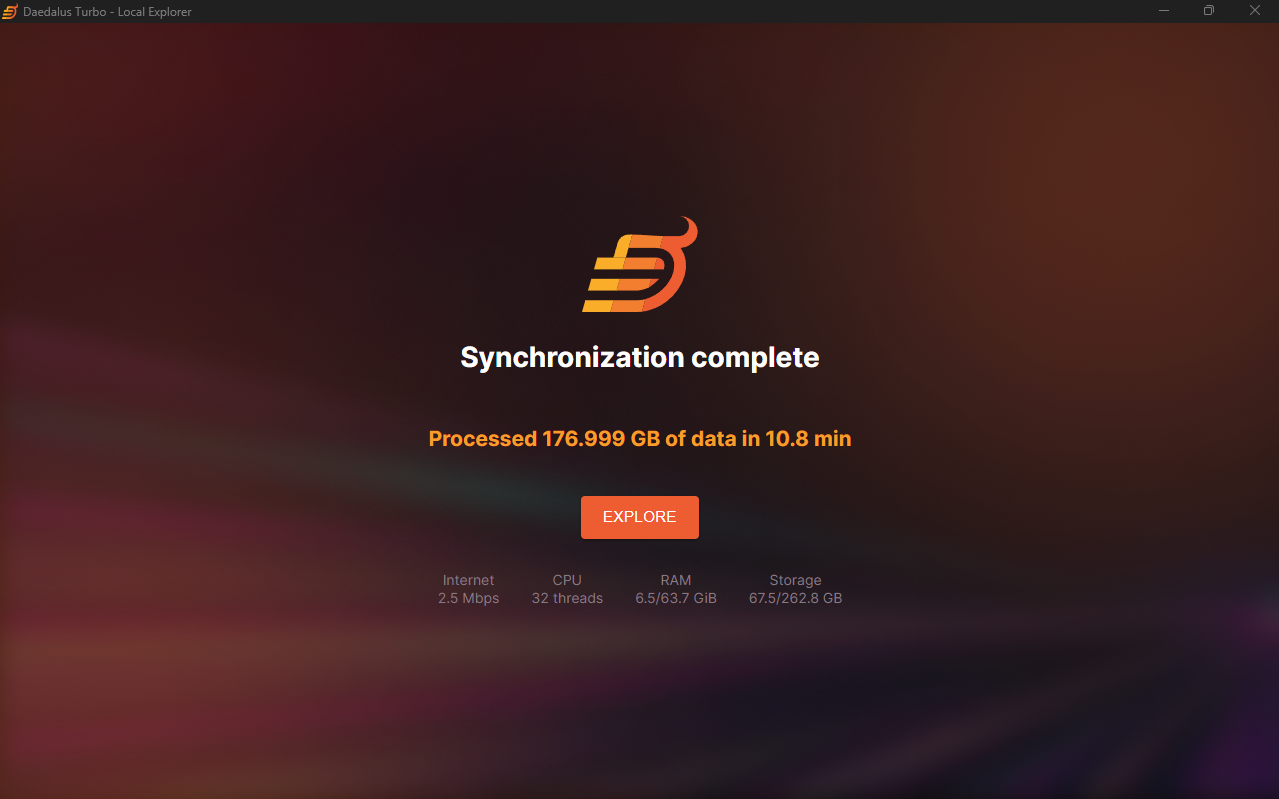 Daedalus Turbo - Local Explorer
Synchronization complete
Processed 176.999 GB of data in 10.8 min
EXPLORE
Internet CPU RAM Storage
2.5 Mbps 32 threads 6.5/63.7 GiB 67.5/262.8 GB